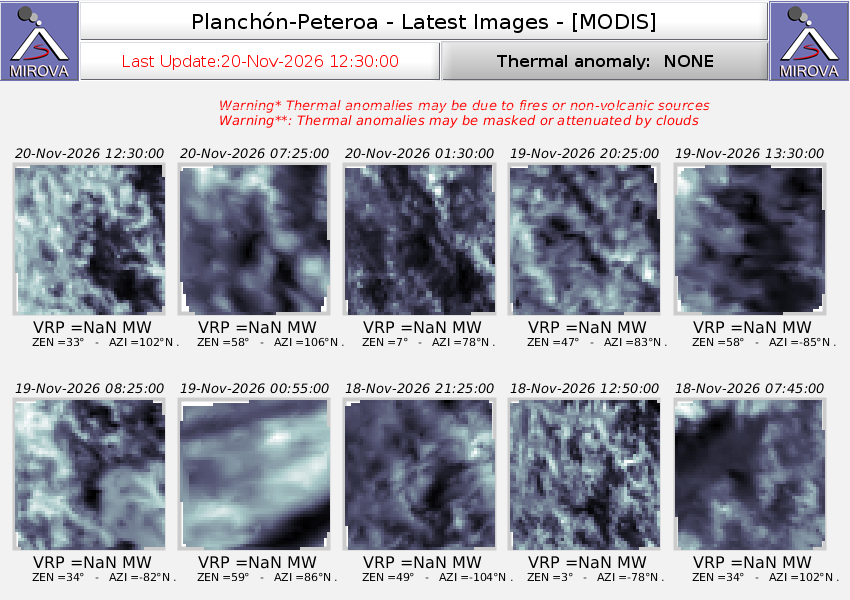 Planchón-Peteroa - Latest Images - [MODIS]
MIROVA
Last Update:20-Nov-2026 12:30:00
Thermal anomaly: NONE
MIROVA
Warning* Thermal anomalies may be due to fires or non-volcanic sources
Warning**: Thermal anomalies may be masked or attenuated by clouds
20-Nov-2026 12:30:00 20-Nov-2026 07:25:00 20-Nov-2026 01:30:00 19-Nov-2026 20:25:00 19-Nov-2026 13:30:00
VRP =NaN MW VRP =NaN MW VRP =NaN MW VRP =NaN MW VRP =NaN MW
ZEN =33° - AZI =102°N . ZEN =58° - AZI =106°N . ZEN =7° - AZI =78°N . ZEN =47° - AZI =83°N . ZEN =58° - AZI =-85°N .
19-Nov-2026 08:25:00 19-Nov-2026 00:55:00 18-Nov-2026 21:25:00 18-Nov-2026 12:50:00 18-Nov-2026 07:45:00
VRP =NaN MW VRP =NaN MW VRP =NaN MW VRP =NaN MW VRP =NaN MW
ZEN =34° - AZI =-82°N . ZEN =59° - AZI =86°N . ZEN =49° - AZI =-104°N . ZEN =3° - AZI =-78°N . ZEN =34° - AZI =102°N .